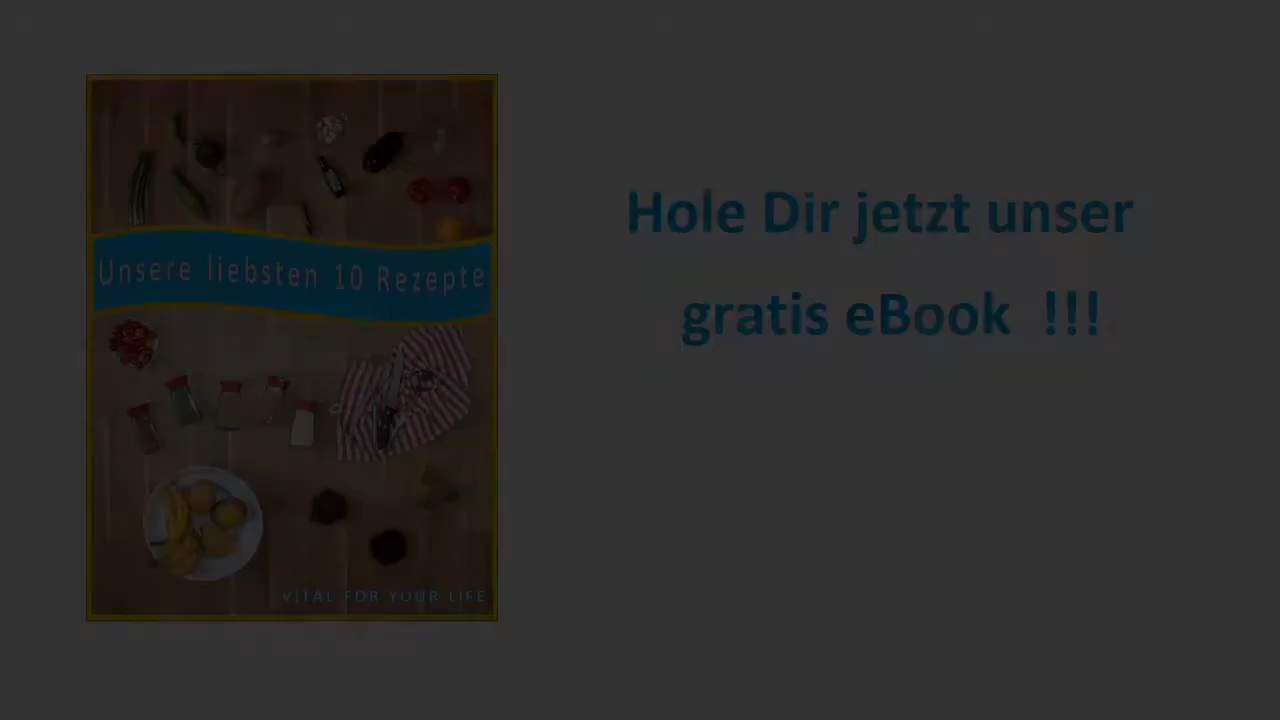 Unsere liebsten 10 Rezepte
VITAL FOR YOUR LIFE
Hole Dir jetzt unser
gratis eBook !!!